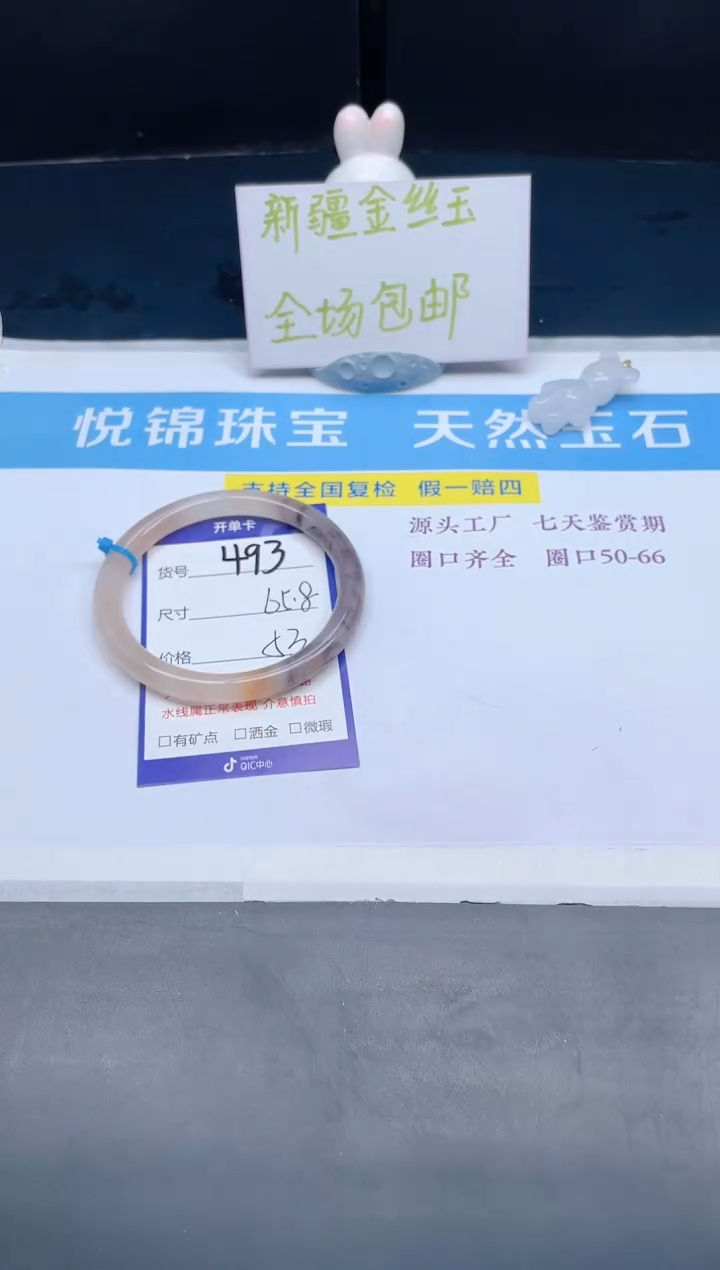 新疆金丝玉
全场包邮
悦锦珠宝 天然玉石
支持全国复检 假一赔四
源头工厂 七天鉴赏期
圈口齐全 圈口50-66
开单卡
货号 493
尺寸 65.8
价格 53
水线属正常表现 介意慎拍
□有矿点 □洒金 □微瑕
QIC中心